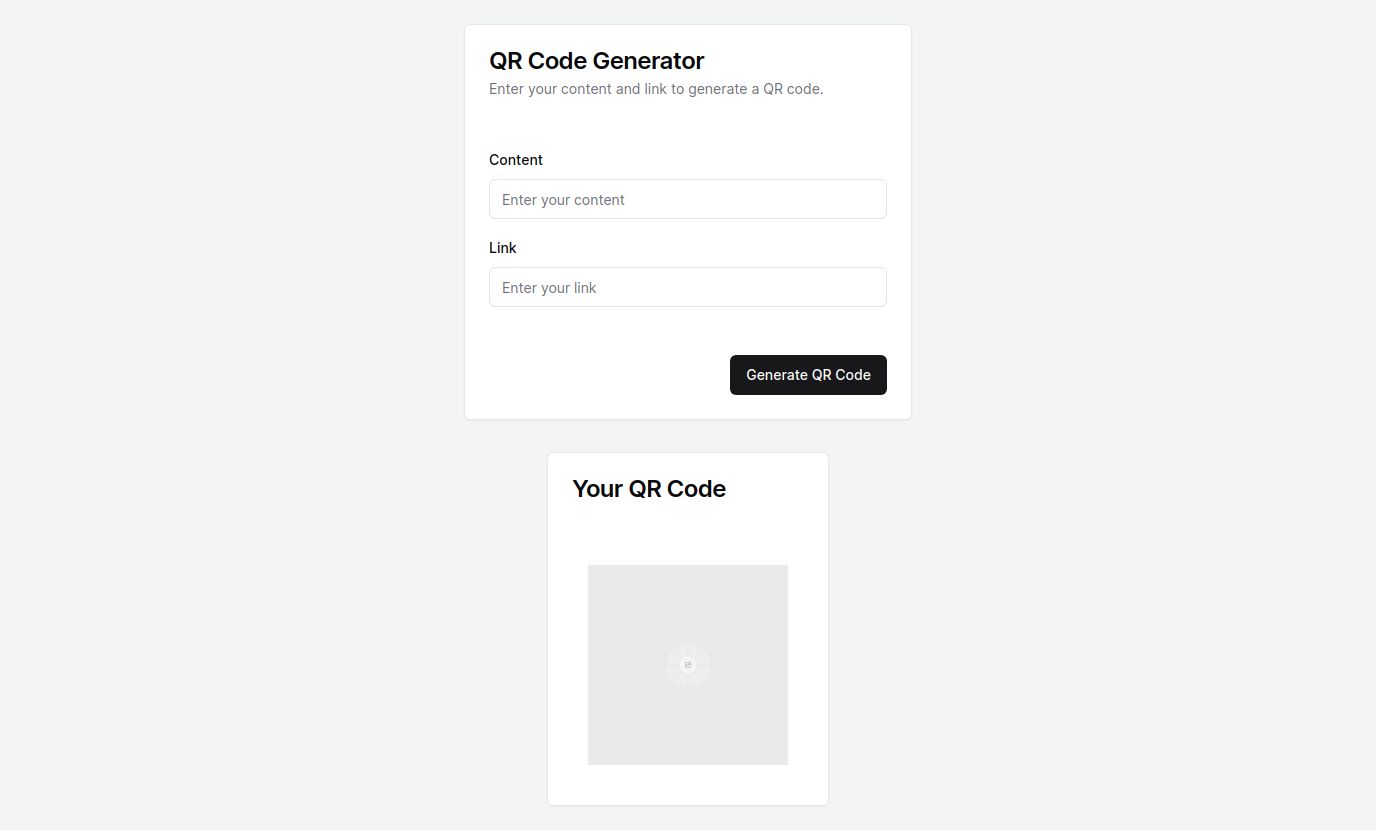 QR Code Generator
Enter your content and link to generate a QR code.
Content
Enter your content
Link
Enter your link
Generate QR Code
Your QR Code